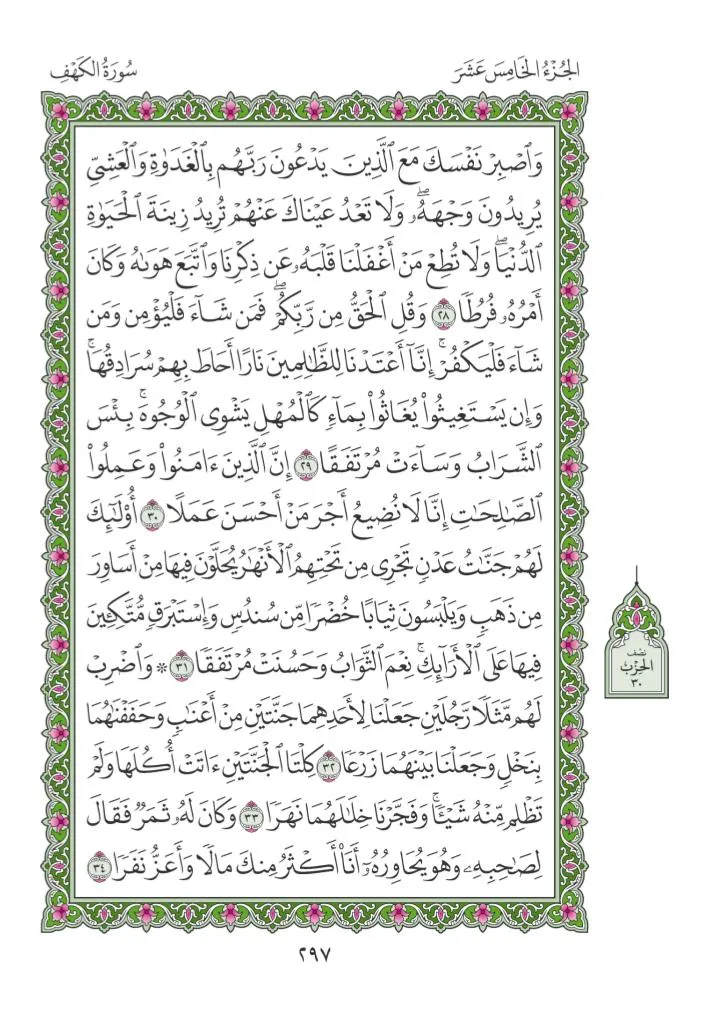 الجُزْءُ الخَامِسَ عَشَرَ
سُورَةُ الكَهْفِ
وَٱصۡبِرۡ نَفۡسَكَ مَعَ ٱلَّذِينَ يَدۡعُونَ رَبَّهُم بِٱلۡغَدَوٰةِ وَٱلۡعَشِيِّ
يُرِيدُونَ وَجۡهَهُۥۖ وَلَا تَعۡدُ عَيۡنَاكَ عَنۡهُمۡ تُرِيدُ زِينَةَ ٱلۡحَيَوٰةِ
ٱلدُّنۡيَاۖ وَلَا تُطِعۡ مَنۡ أَغۡفَلۡنَا قَلۡبَهُۥ عَن ذِكۡرِنَا وَٱتَّبَعَ هَوَىٰهُ وَكَانَ
أَمۡرُهُۥ فُرُطٗا ٢٨ وَقُلِ ٱلۡحَقُّ مِن رَّبِّكُمۡۖ فَمَن شَآءَ فَلۡيُؤۡمِن وَمَن
شَآءَ فَلۡيَكۡفُرۡۚ إِنَّآ أَعۡتَدۡنَا لِلظَّٰلِمِينَ نَارًا أَحَاطَ بِهِمۡ سُرَادِقُهَاۚ
وَإِن يَسۡتَغِيثُواْ يُغَاثُواْ بِمَآءٖ كَٱلۡمُهۡلِ يَشۡوِي ٱلۡوُجُوهَۚ بِئۡسَ
ٱلشَّرَابُ وَسَآءَتۡ مُرۡتَفَقًا ٢٩ إِنَّ ٱلَّذِينَ ءَامَنُواْ وَعَمِلُواْ
ٱلصَّٰلِحَٰتِ إِنَّا لَا نُضِيعُ أَجۡرَ مَنۡ أَحۡسَنَ عَمَلًا ٣٠ أُوْلَٰٓئِكَ
لَهُمۡ جَنَّٰتُ عَدۡنٖ تَجۡرِي مِن تَحۡتِهِمُ ٱلۡأَنۡهَٰرُ يُحَلَّوۡنَ فِيهَا مِنۡ أَسَاوِرَ
مِن ذَهَبٖ وَيَلۡبَسُونَ ثِيَابًا خُضۡرٗا مِّن سُندُسٖ وَإِسۡتَبۡرَقٖ مُّتَّكِـِٔينَ
فِيهَا عَلَى ٱلۡأَرَآئِكِۚ نِعۡمَ ٱلثَّوَابُ وَحَسُنَتۡ مُرۡتَفَقٗا ٣١ ۞ وَٱضۡرِبۡ
لَهُم مَّثَلٗا رَّجُلَيۡنِ جَعَلۡنَا لِأَحَدِهِمَا جَنَّتَيۡنِ مِنۡ أَعۡنَٰبٖ وَحَفَفۡنَٰهُمَا
بِنَخۡلٖ وَجَعَلۡنَا بَيۡنَهُمَا زَرۡعٗا ٣٢ كِلۡتَا ٱلۡجَنَّتَيۡنِ ءَاتَتۡ أُكُلَهَا وَلَمۡ
تَظۡلِم مِّنۡهُ شَيۡـٔٗاۚ وَفَجَّرۡنَا خِلَٰلَهُمَا نَهَرٗا ٣٣ وَكَانَ لَهُۥ ثَمَرٞ فَقَالَ
لِصَٰحِبِهِۦ وَهُوَ يُحَاوِرُهُۥٓ أَنَا۠ أَكۡثَرُ مِنكَ مَالٗا وَأَعَزُّ نَفَرٗا ٣٤
نصف
الحزب
٣٠
٢٩٧